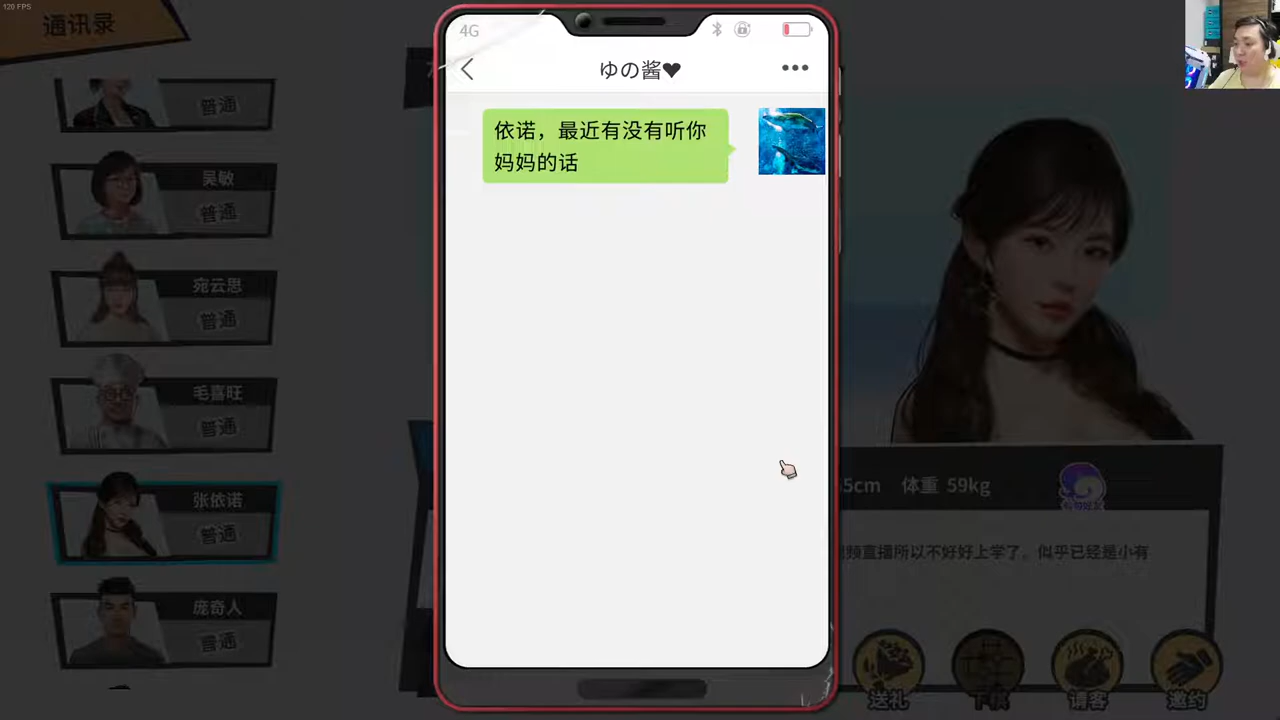 120 FPS
通讯录
4G
ゆの酱♥
•••
依诺，最近有没有听你
妈妈的话
普通
吴敏
普通
宛云思
普通
毛喜旺
普通
张依诺
普通
庞奇人
普通
5cm 体重 59kg
频直播所以不好好上学了。似乎已经是小有
送礼
下棋
请客
邀约